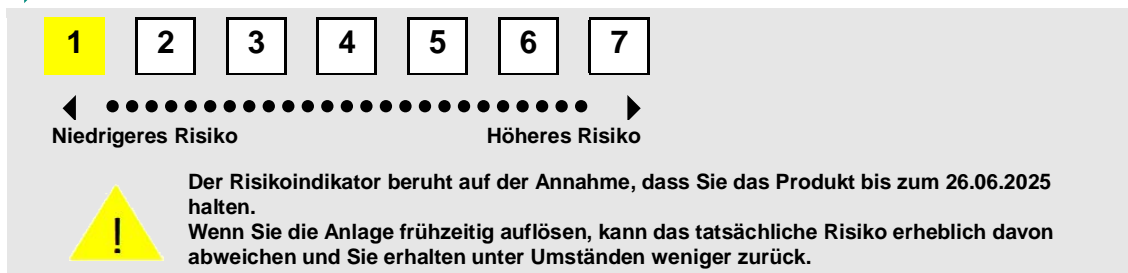 1 2 3 4 5 6 7
Niedrigeres Risiko Höheres Risiko
Der Risikoindikator beruht auf der Annahme, dass Sie das Produkt bis zum 26.06.2025
halten.
Wenn Sie die Anlage frühzeitig auflösen, kann das tatsächliche Risiko erheblich davon
abweichen und Sie erhalten unter Umständen weniger zurück.
!